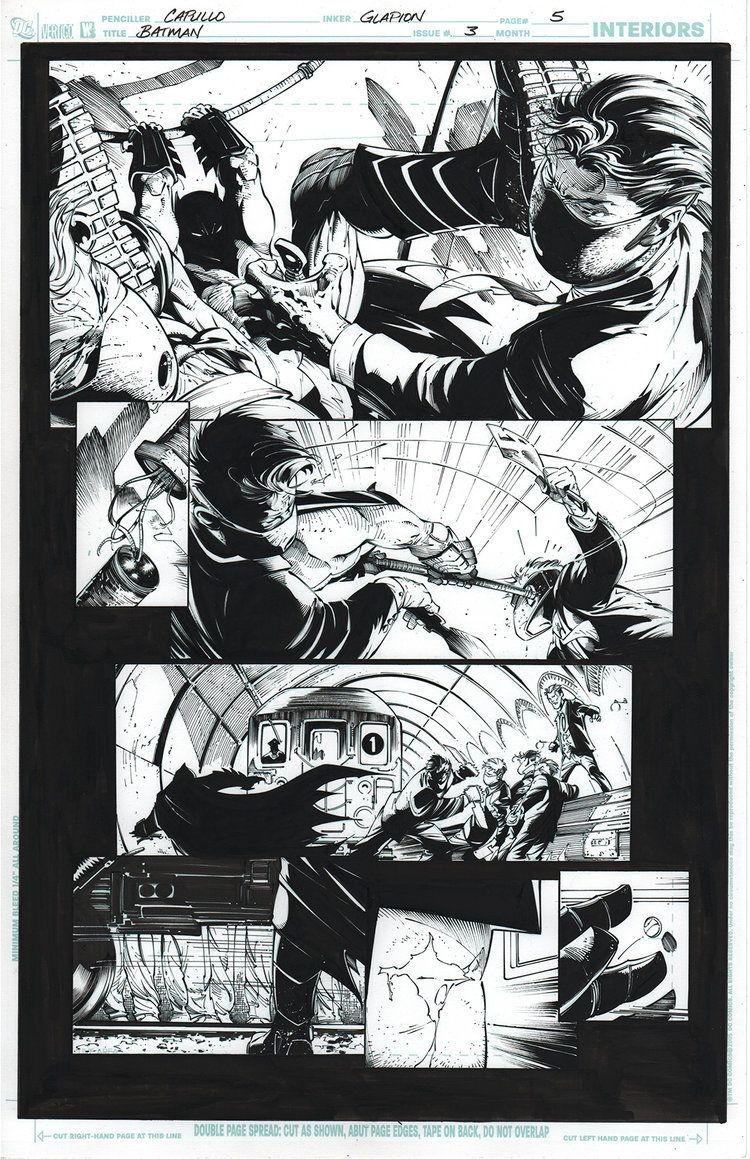 DC VERTIGO W PENCILLER CAPULLO INKER GLAPION PAGE# 5 INTERIORS
TITLE BATMAN ISSUE #. 3 MONTH
1
MINIMUM BLEED 1/4" ALL AROUND
CUT RIGHT-HAND PAGE AT THIS LINE
DOUBLE PAGE SPREAD: CUT AS SHOWN, ABUT PAGE EDGES, TAPE ON BACK, DO NOT OVERLAP
CUT LEFT HAND PAGE AT THIS LINE